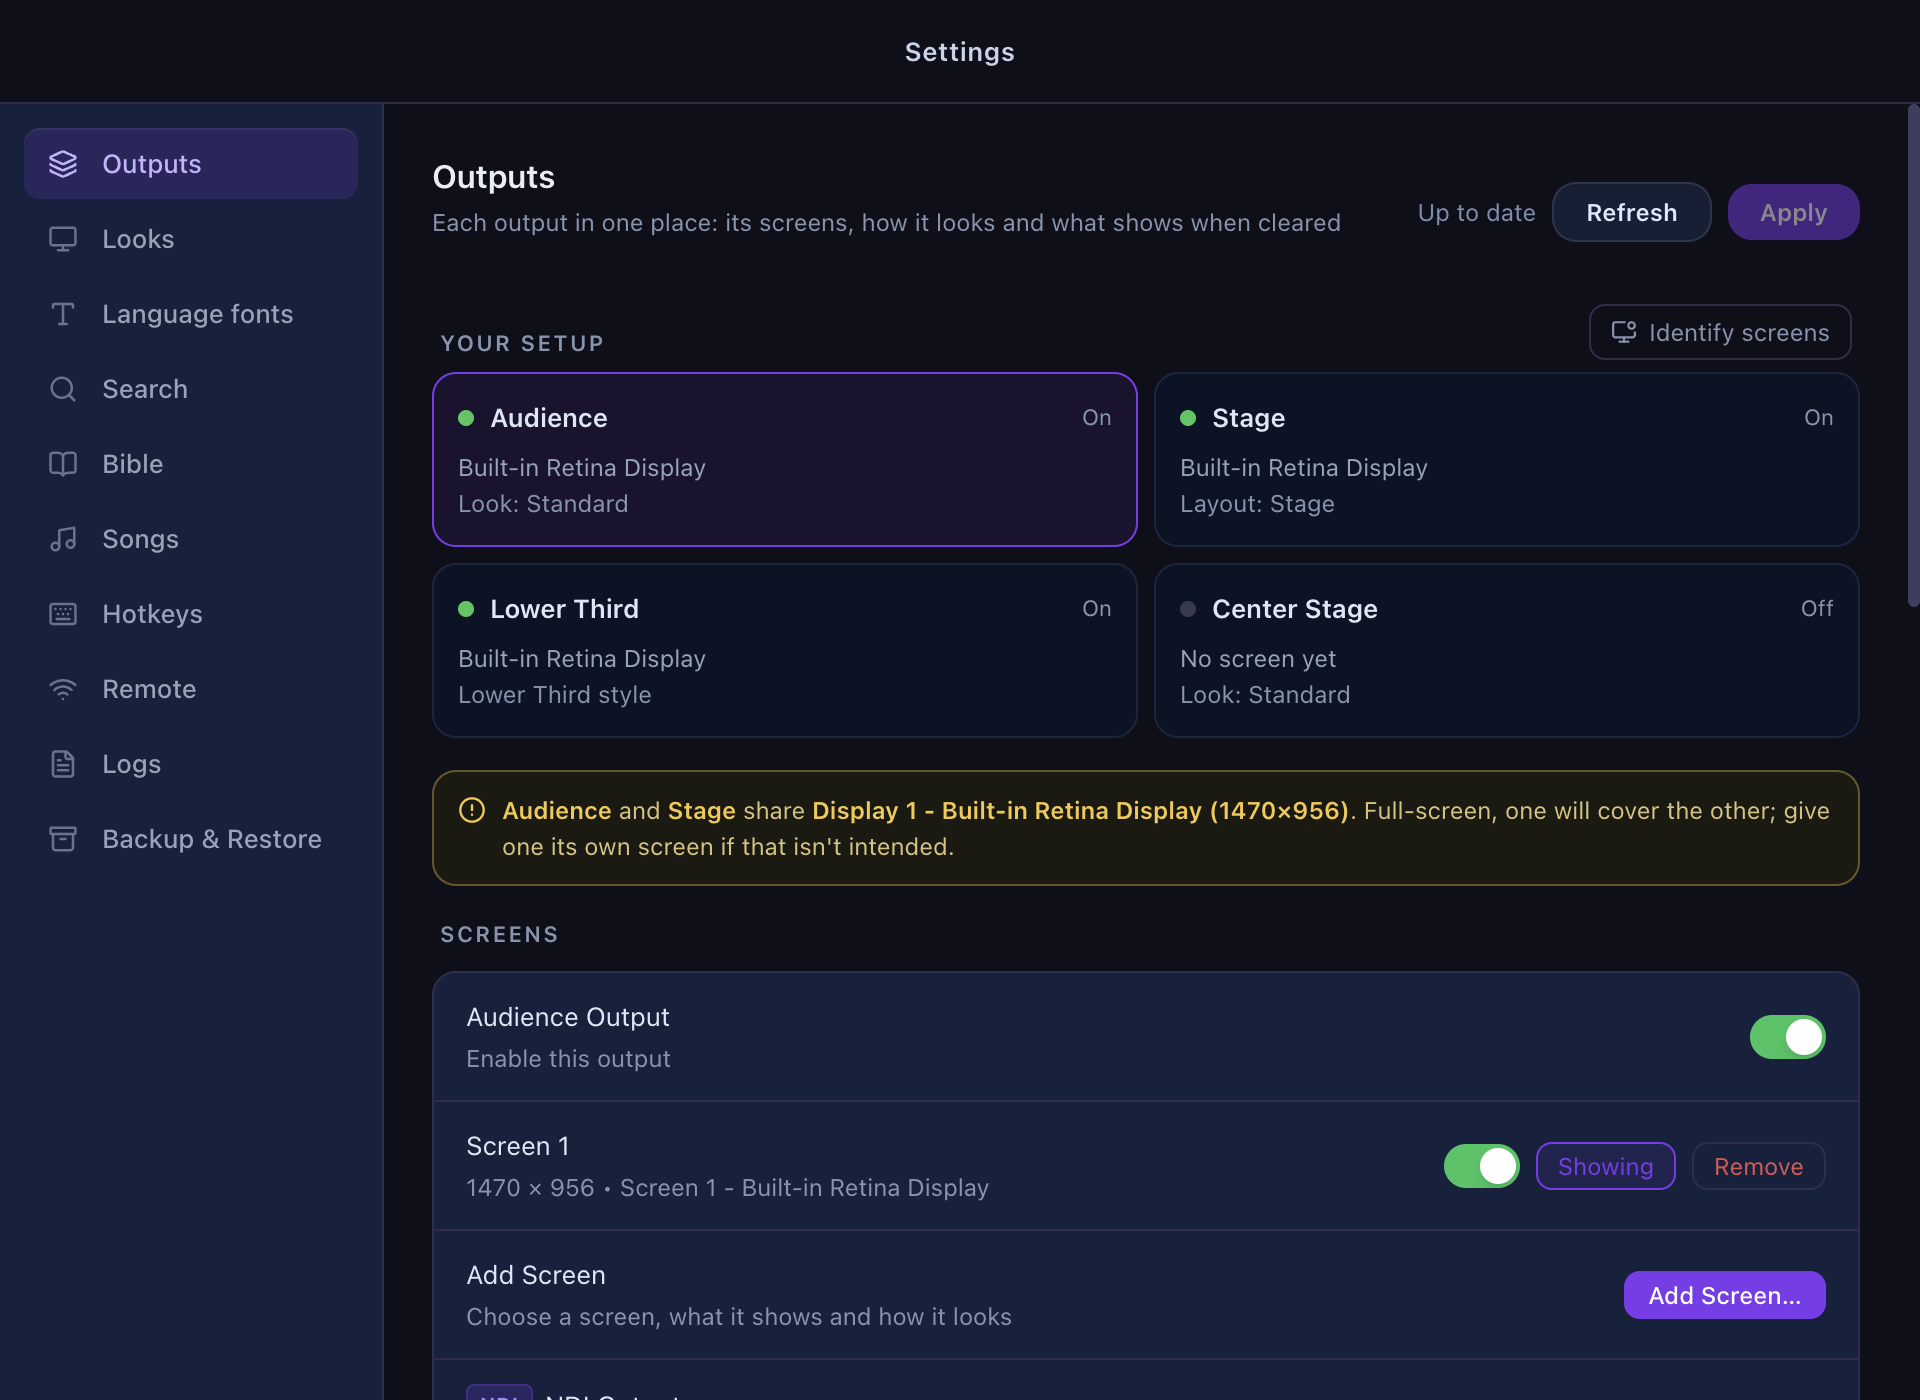 Settings
Outputs
Looks
Language fonts
Search
Bible
Songs
Hotkeys
Remote
Logs
Backup & Restore
Outputs
Each output in one place: its screens, how it looks and what shows when cleared
Up to date
Refresh
Apply
YOUR SETUP
Identify screens
Audience
On
Built-in Retina Display
Look: Standard
Stage
On
Built-in Retina Display
Layout: Stage
Lower Third
On
Built-in Retina Display
Lower Third style
Center Stage
Off
No screen yet
Look: Standard
Audience and Stage share Display 1 - Built-in Retina Display (1470×956). Full-screen, one will cover the other; give
one its own screen if that isn't intended.
SCREENS
Audience Output
Enable this output
Screen 1
1470 × 956 • Screen 1 - Built-in Retina Display
Showing
Remove
Add Screen
Choose a screen, what it shows and how it looks
Add Screen...